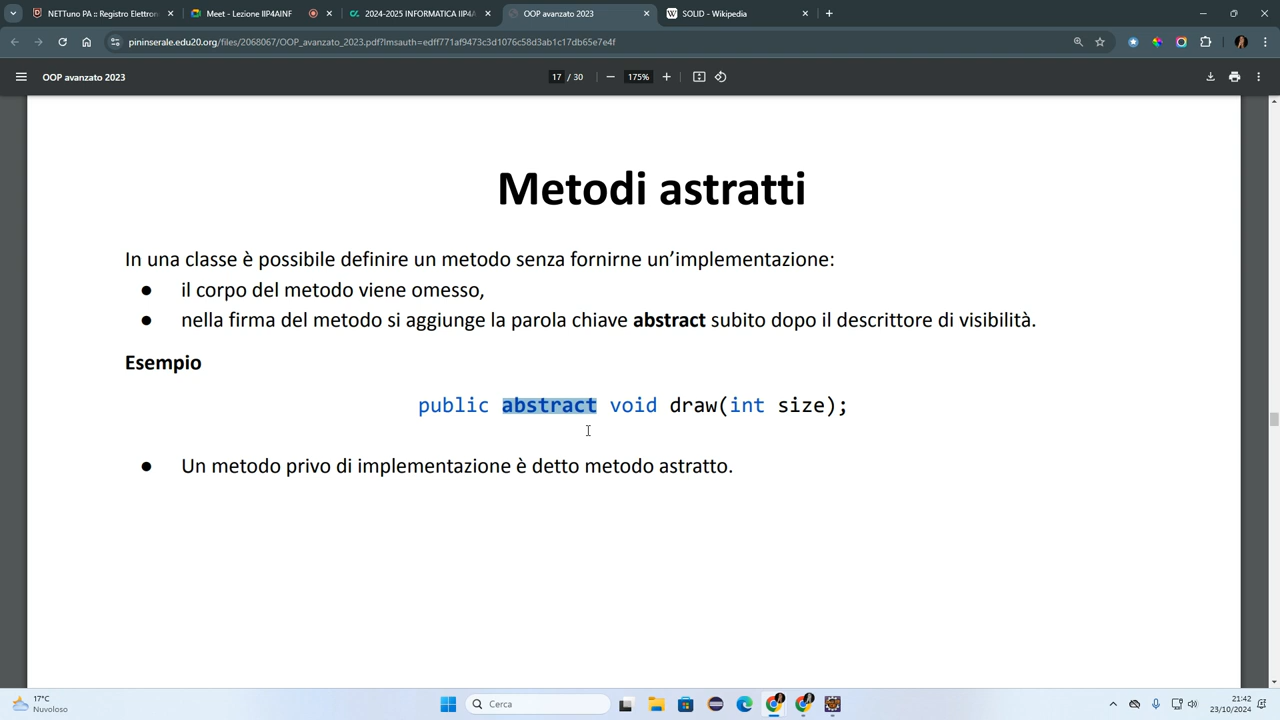 NETTuno PA : Registro Elettron
Meet - Lezione IIP4AINF
2024-2025 INFORMATICA IIP4A
OOP avanzato 2023
SOLID - Wikipedia
pininserale.edu20.org/files/2068067/OOP_avanzato_2023.pdf?lmsauth=edff771af9473c3d1076c58d3ab1c17db65e7e4f
OOP avanzato 2023
17 / 30
175%
Metodi astratti
In una classe è possibile definire un metodo senza fornirne un’implementazione:
● il corpo del metodo viene omesso,
● nella firma del metodo si aggiunge la parola chiave abstract subito dopo il descrittore di visibilità.
Esempio
public abstract void draw(int size);
● Un metodo privo di implementazione è detto metodo astratto.
17°C
Nuvoloso
Cerca
21:42
23/10/2024